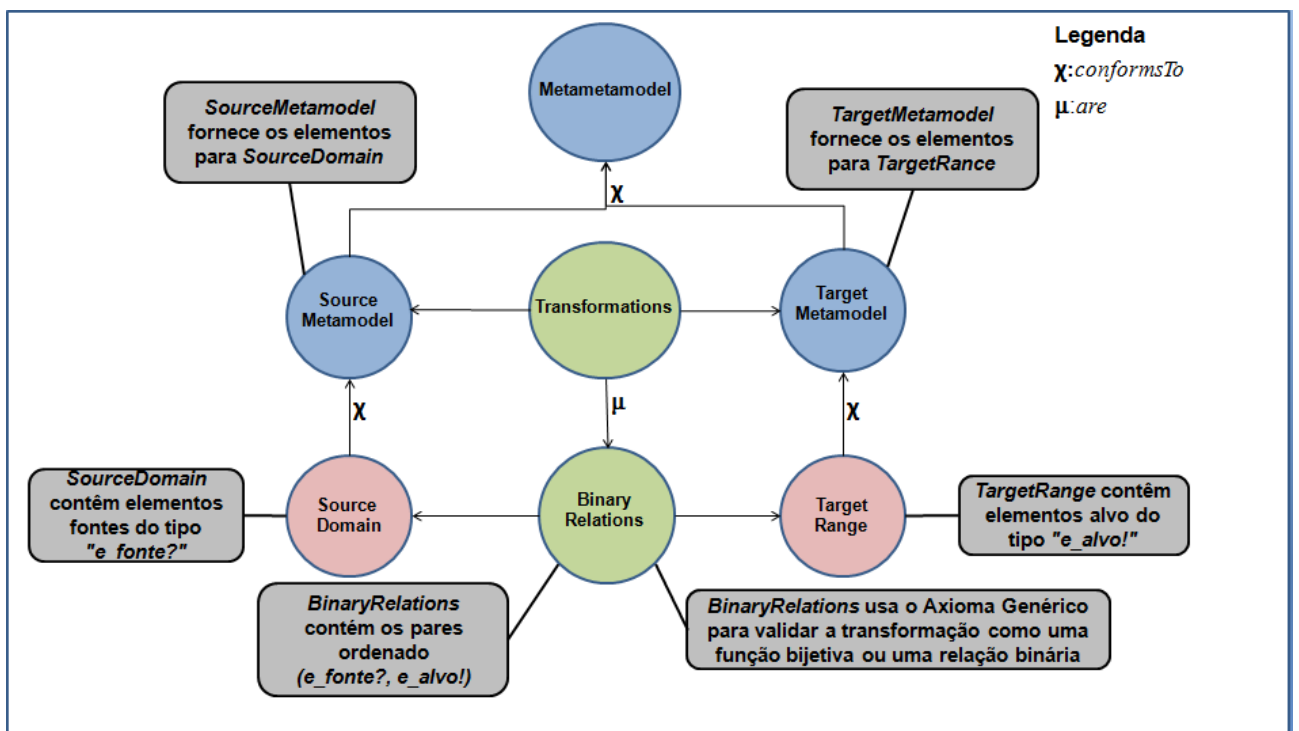 Legenda
χ:conformsTo
μ:are
Metametamodel
SourceMetamodel
fornece os elementos
para SourceDomain
TargetMetamodel
fornece os elementos
para TargetRance
χ
Source
Metamodel
Transformations
Target
Metamodel
χ
μ
χ
SourceDomain
contêm elementos
fontes do tipo
"e_fonte?"
Source
Domain
Binary
Relations
Target
Range
TargetRange contêm
elementos alvo do
tipo "e_alvo!"
BinaryRelations
contém os pares
ordenado
(e_fonte?, e_alvo!)
BinaryRelations usa o Axioma Genérico
para validar a transformação como uma
função bijetiva ou uma relação binária